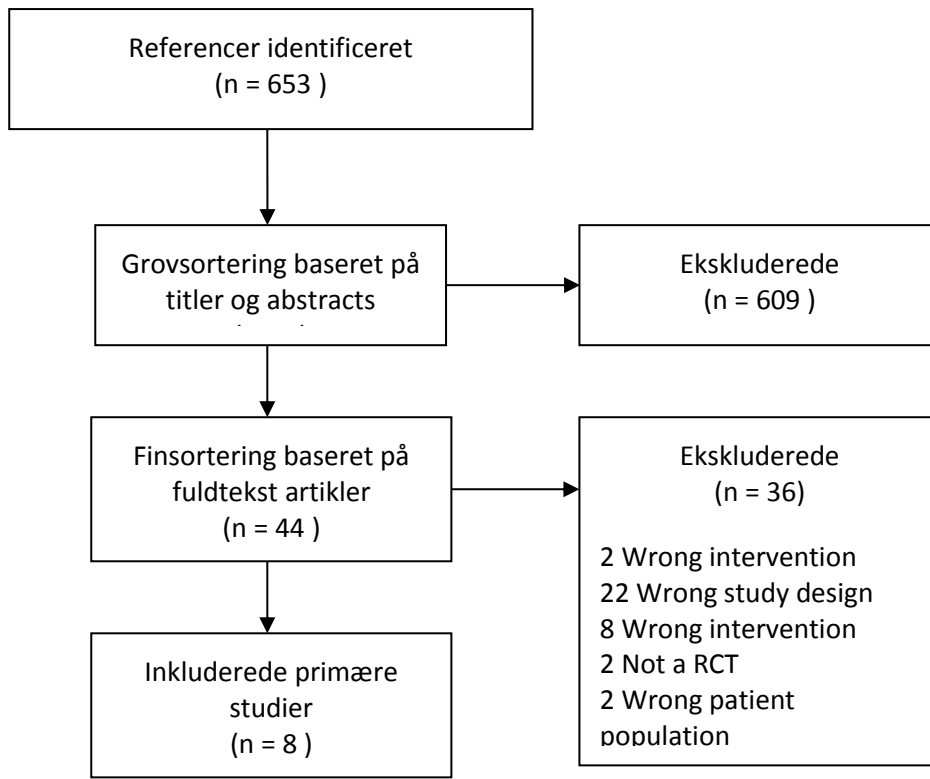 Referencer identificeret
(n = 653 )
Grovsortering baseret på
titler og abstracts
Ekskluderede
(n = 609 )
Finsortering baseret på
fuldtekst artikler
(n = 44 )
Ekskluderede
(n = 36)
2 Wrong intervention
22 Wrong study design
8 Wrong intervention
2 Not a RCT
2 Wrong patient
population
Inkluderede primære
studier
(n = 8 )